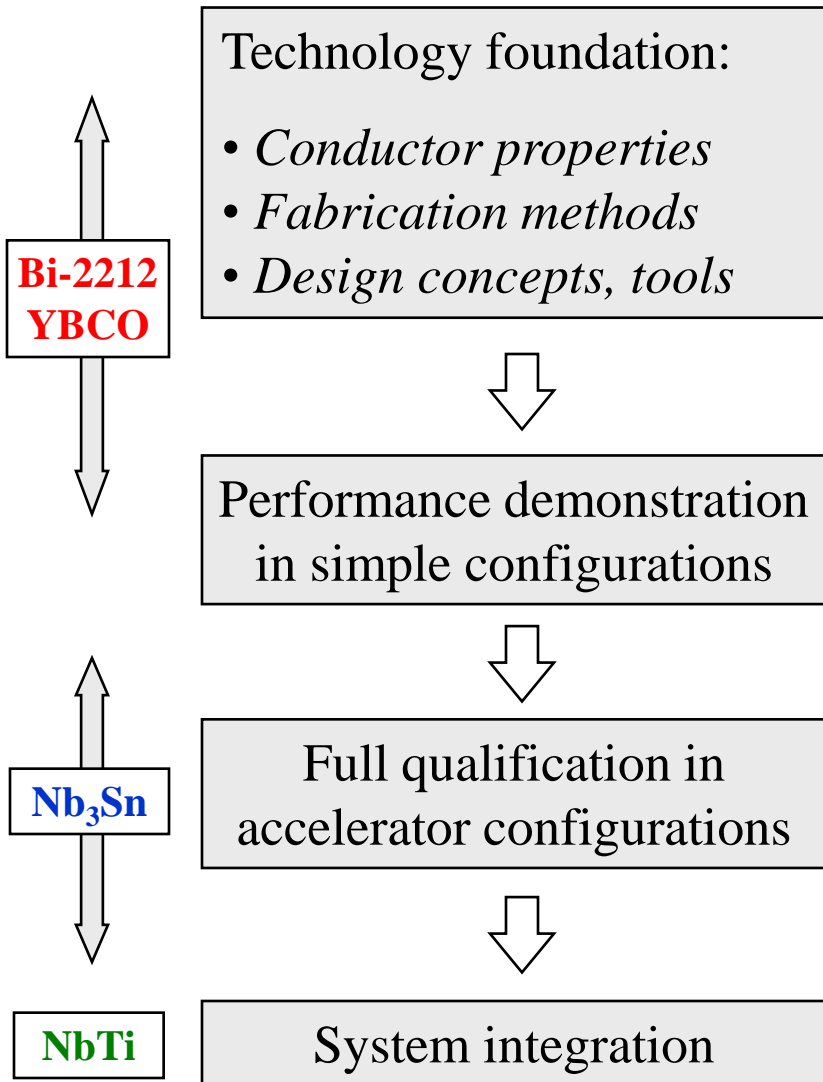 Technology foundation:
• Conductor properties
• Fabrication methods
• Design concepts, tools
Bi-2212
YBCO
Performance demonstration
in simple configurations
Full qualification in
accelerator configurations
Nb₃Sn
NbTi
System integration